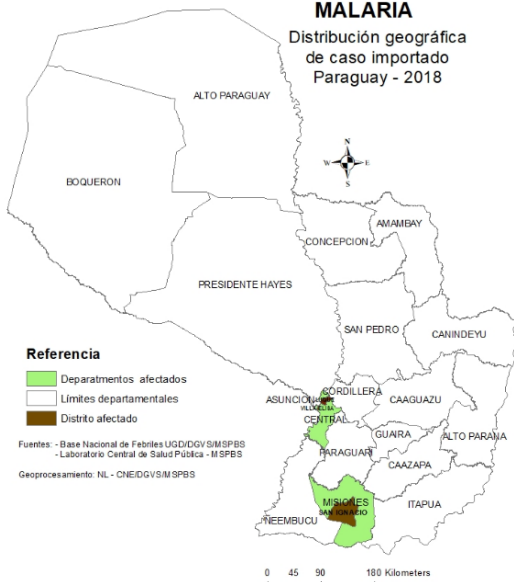 MALARIA
Distribución geográfica
de caso importado
Paraguay - 2018
ALTO PARAGUAY
N
W
E
S
BOQUERON
AMAMBAY
CONCEPCION
PRESIDENTE HAYES
SAN PEDRO
CANINDEYU
Referencia
Departamentos afectados
Límites departamentales
Distrito afectado
Fuentes: - Base Nacional de Febriles UGD/DGVS/MSPBS
- Laboratorio Central de Salud Pública - MSPBS
Geoprocesamiento: NL - CNE/DGVS/MSPBS
CORDILLERA
ASUNCION
CAAGUAZU
CENTRAL
GUAIRA
ALTO PARANA
PARAGUARI
CAAZAPA
MISIONES
SAN IGNACIO
ITAPUA
ÑEEMBUCU
0 45 90 180 Kilometers